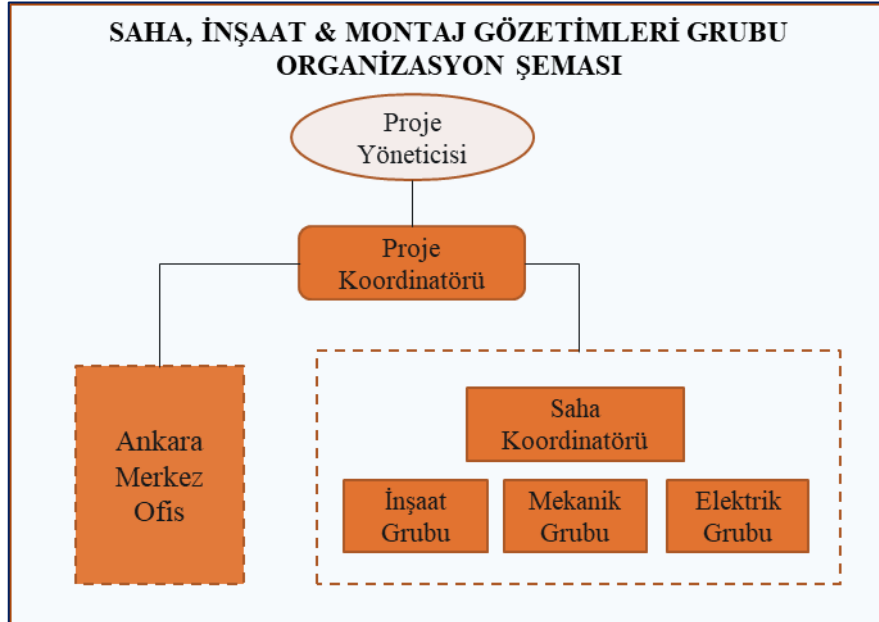 SAHA, İNŞAAT & MONTAJ GÖZETİMLERİ GRUBU
ORGANİZASYON ŞEMASI
Proje
Yöneticisi
Proje
Koordinatörü
Ankara
Merkez
Ofis
Saha
Koordinatörü
İnşaat
Grubu
Mekanik
Grubu
Elektrik
Grubu